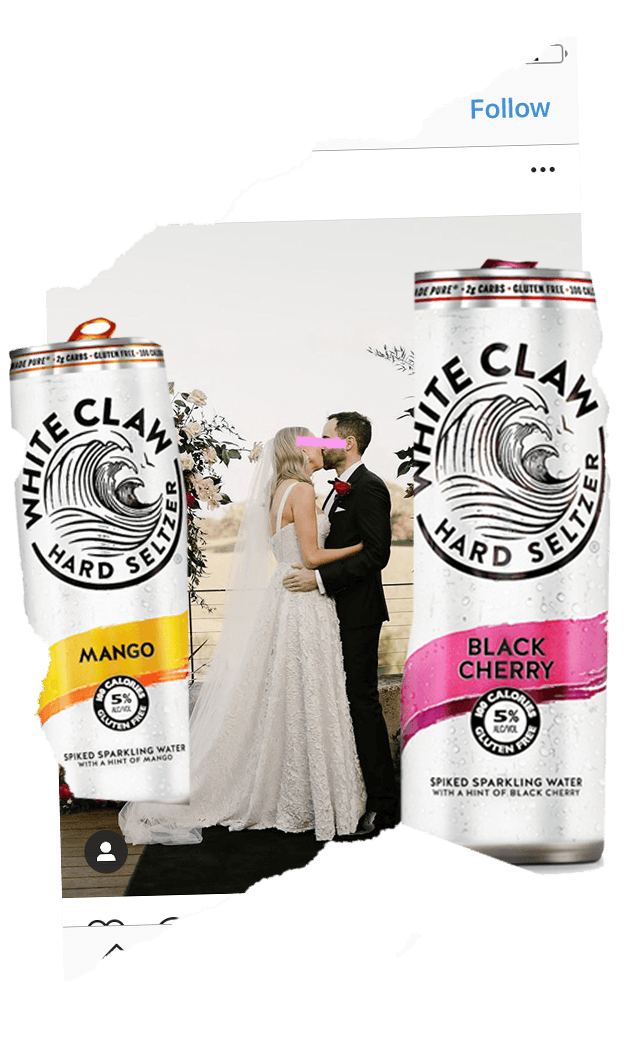 Follow
ADE PURE® • 2g CARBS • GLUTEN FREE • 100 CAL
WHITE CLAW
HARD SELTZER
®
BLACK
CHERRY
100 CALORIES
5%
ALC/VOL
GLUTEN FREE
SPIKED SPARKLING WATER
WITH A HINT OF BLACK CHERRY
ADE PURE® • 2g CARBS • GLUTEN FREE • 100 CAL
WHITE CLAW
HARD SELTZER
®
MANGO
100 CALORIES
5%
ALC/VOL
GLUTEN FREE
SPIKED SPARKLING WATER
WITH A HINT OF MANGO